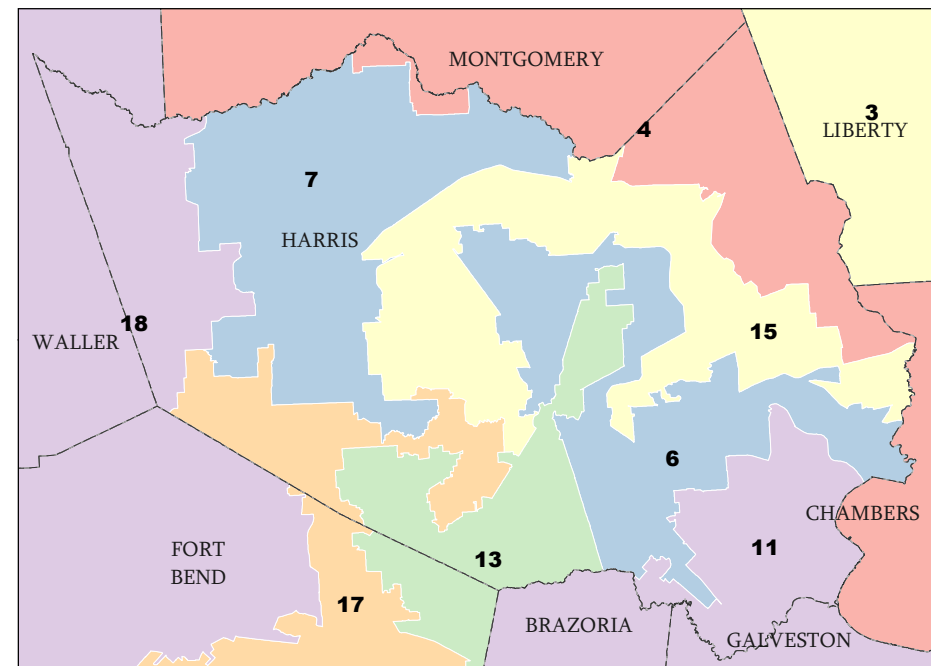 MONTGOMERY
3
LIBERTY
4
7
HARRIS
18
WALLER
15
6
CHAMBERS
11
FORT
BEND
13
17
BRAZORIA
GALVESTON